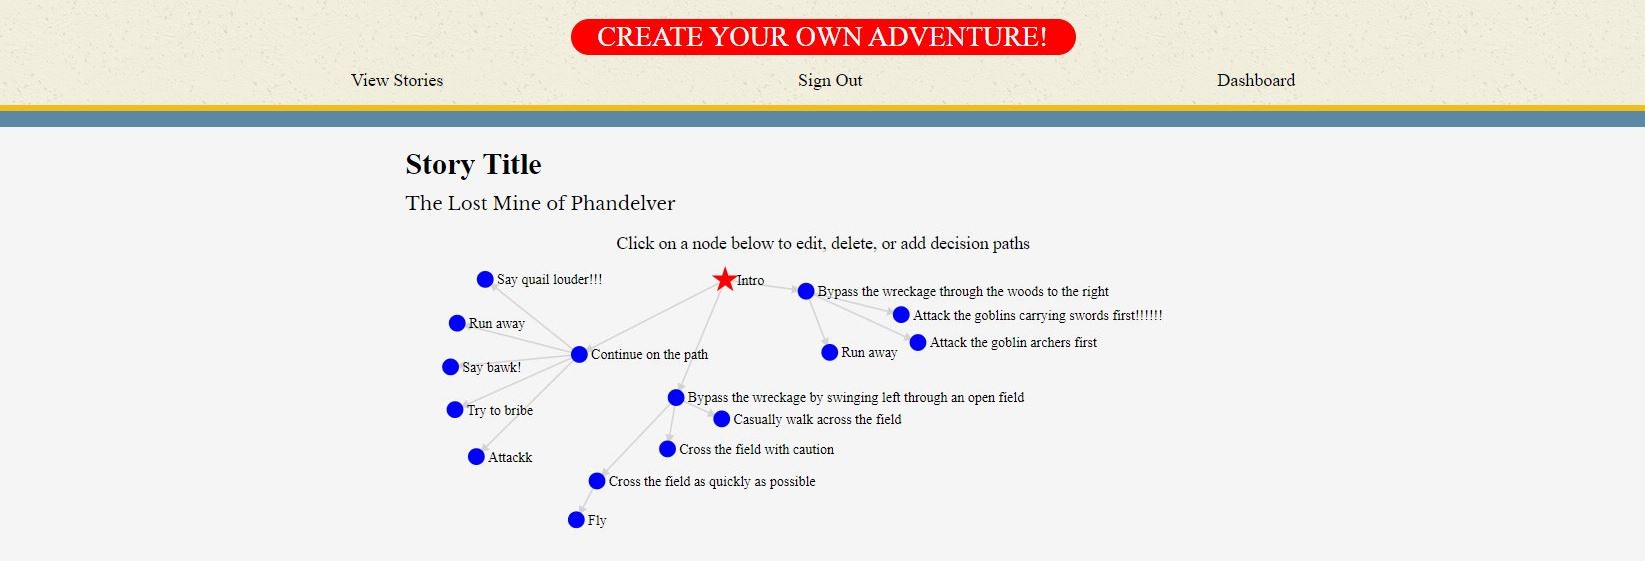 CREATE YOUR OWN ADVENTURE!
View Stories
Sign Out
Dashboard
Story Title
The Lost Mine of Phandelver
Click on a node below to edit, delete, or add decision paths
Say quail louder!!!
Intro
Bypass the wreckage through the woods to the right
Attack the goblins carrying swords first!!!!!!
Run away
Attack the goblin archers first
Continue on the path
Run away
Say bawk!
Bypass the wreckage by swinging left through an open field
Try to bribe
Casually walk across the field
Cross the field with caution
Attackk
Cross the field as quickly as possible
Fly